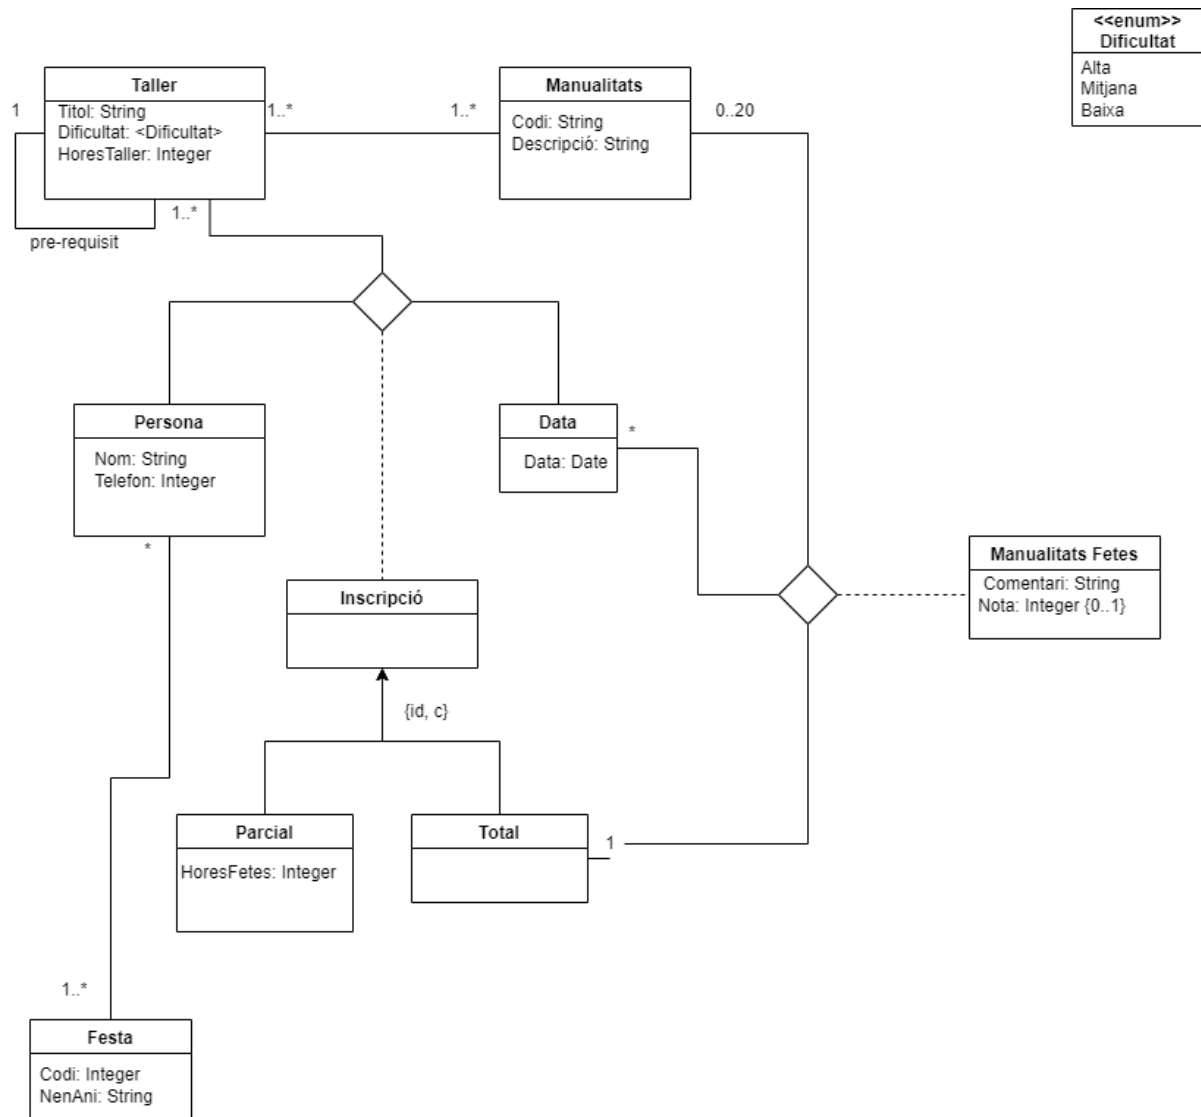 <<enum>>
Dificultat
Alta
Mitjana
Baixa
Taller
Titol: String
Dificultat: <Dificultat>
HoresTaller: Integer
1
1..*
1..*
Manualitats
Codi: String
Descripció: String
0..20
1..*
pre-requisit
Persona
Nom: String
Telefon: Integer
*
Data
Data: Date
*
Manualitats Fetes
Comentari: String
Nota: Integer {0..1}
Inscripció
{id, c}
Parcial
HoresFetes: Integer
Total
1
1..*
Festa
Codi: Integer
NenAni: String